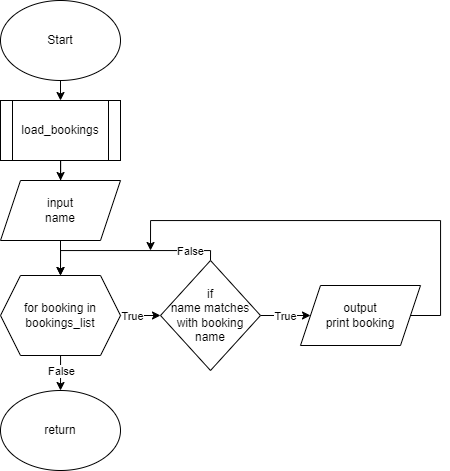 Start
load_bookings
input
name
False
for booking in
bookings_list
True
if
name matches
with booking
name
True
output
print booking
False
return